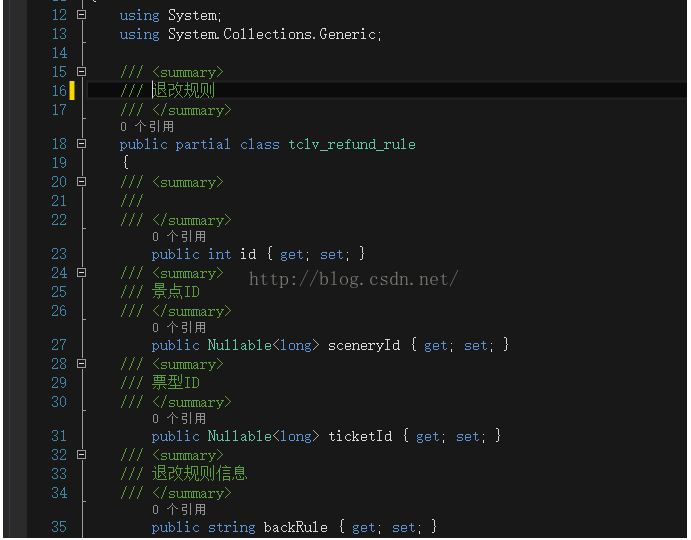 12 using System;
13 using System.Collections.Generic;
14
15 /// <summary>
16 /// 退改规则
17 /// </summary>
0 个引用
18 public partial class tclv_refund_rule
19 {
20 /// <summary>
21 ///
22 /// </summary>
0 个引用
23 public int id { get; set; }
24 /// <summary>
http://blog.csdn.net/
25 /// 景点ID
26 /// </summary>
0 个引用
27 public Nullable<long> sceneryId { get; set; }
28 /// <summary>
29 /// 票型ID
30 /// </summary>
0 个引用
31 public Nullable<long> ticketId { get; set; }
32 /// <summary>
33 /// 退改规则信息
34 /// </summary>
0 个引用
35 public string backRule { get; set; }